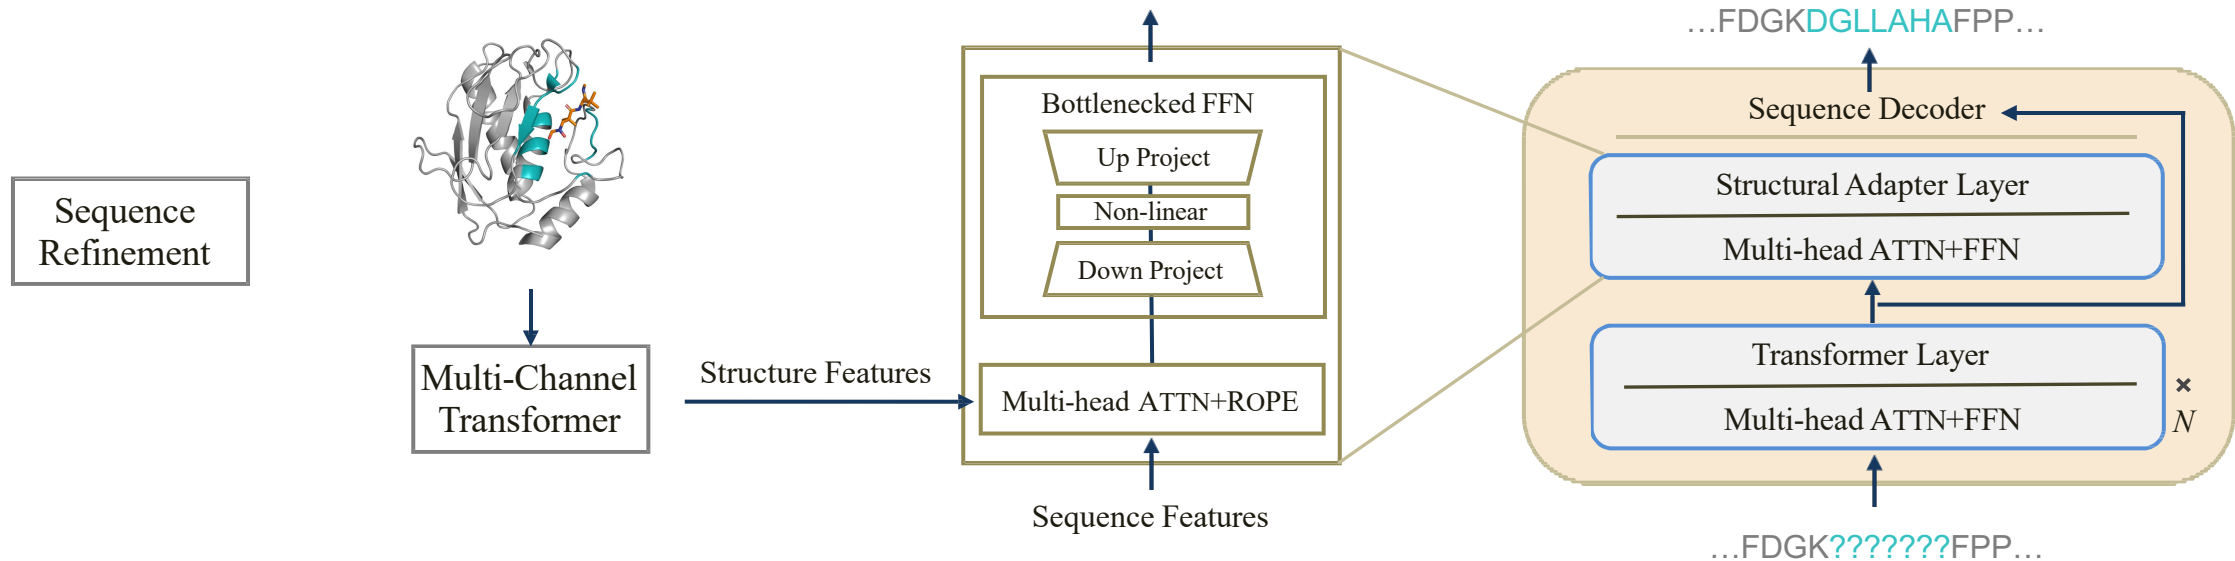 Sequence
Refinement
Multi-Channel
Transformer
Structure Features
Bottlenecked FFN
Up Project
Non-linear
Down Project
Multi-head ATTN+ROPE
Sequence Features
…FDGKDGLLAHAFPP…
Sequence Decoder
Structural Adapter Layer
Multi-head ATTN+FFN
Transformer Layer
Multi-head ATTN+FFN
×
N
…FDGK???????FPP…